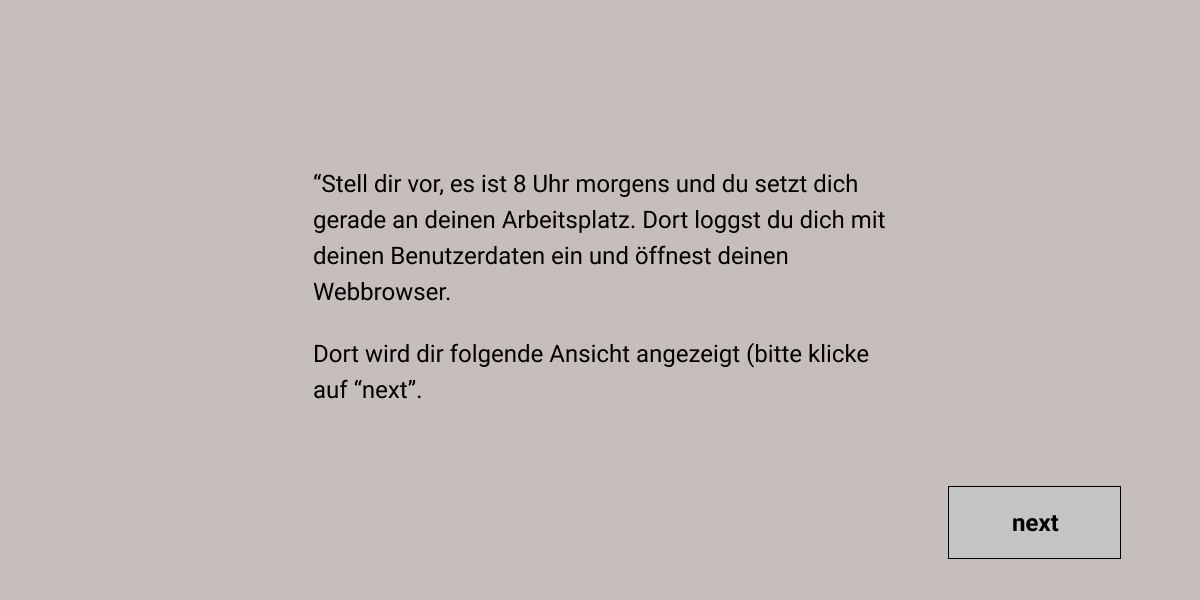 “Stell dir vor, es ist 8 Uhr morgens und du setzt dich
gerade an deinen Arbeitsplatz. Dort loggst du dich mit
deinen Benutzerdaten ein und öffnest deinen
Webbrowser.
Dort wird dir folgende Ansicht angezeigt (bitte klicke
auf “next”.
next